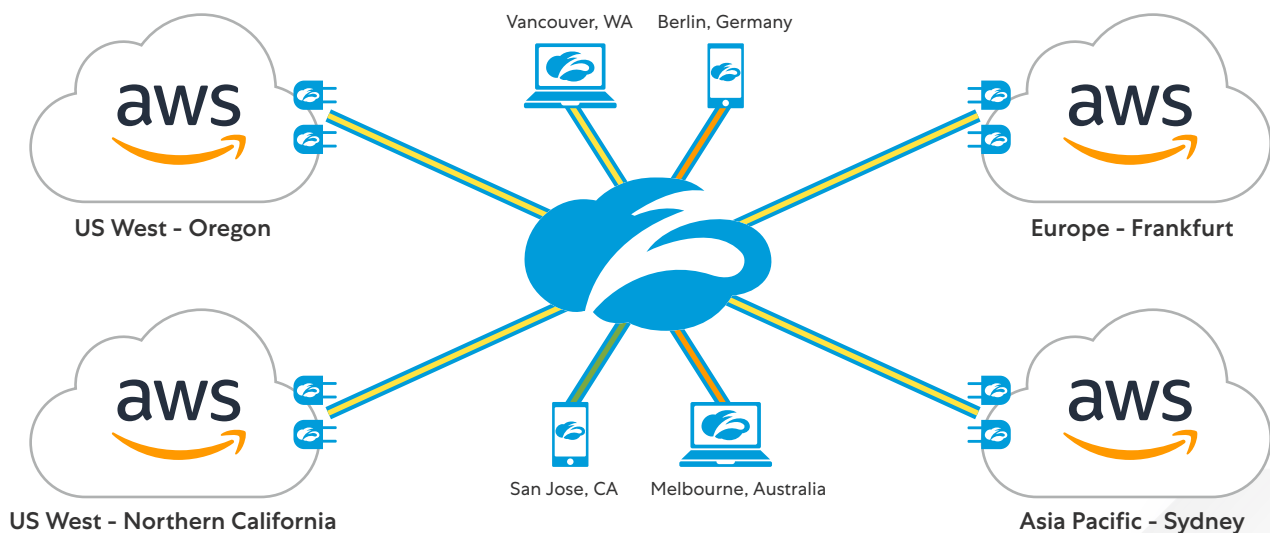 Vancouver, WA
Berlin, Germany
aws
aws
US West - Oregon
Europe - Frankfurt
aws
aws
San Jose, CA
Melbourne, Australia
US West - Northern California
Asia Pacific - Sydney